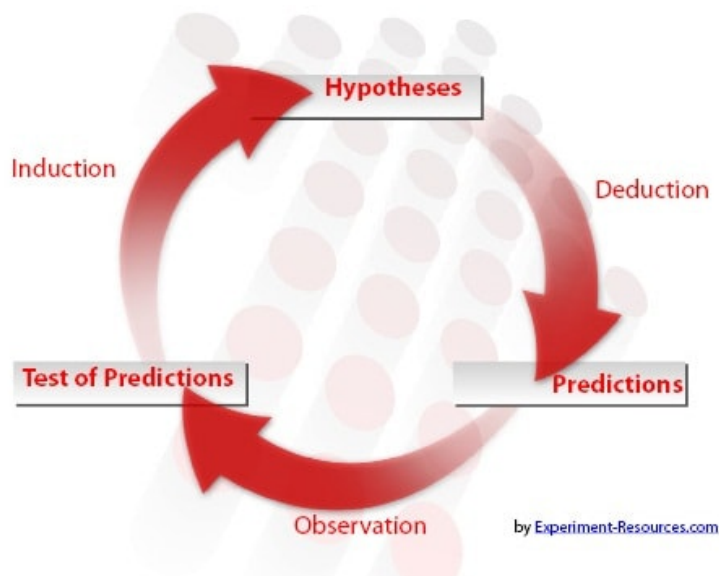 Hypotheses
Induction
Deduction
Test of Predictions
Predictions
Observation
by Experiment-Resources.com